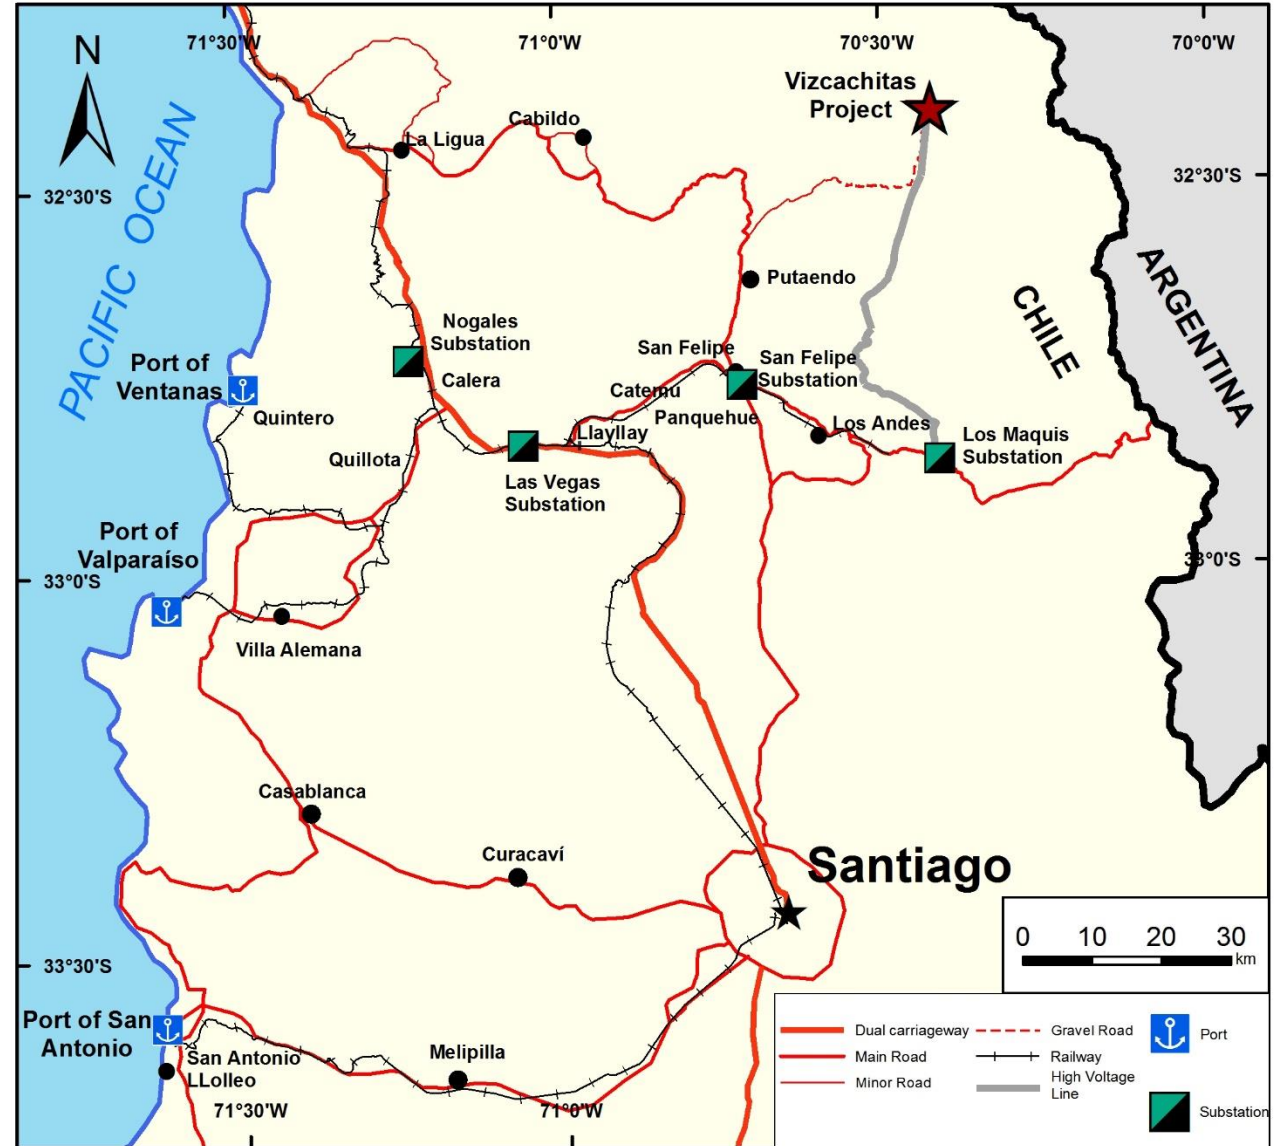 71°30'W
71°0'W
70°30'W
70°0'W
N
Vizcachitas
Project
Cabildo
La Ligua
32°30'S
32°30'S
PACIFIC OCEAN
ARGENTINA
CHILE
Putaendo
Nogales
Substation
San Felipe
San Felipe
Substation
Port of
Ventanas
Calera
Catemu
Quintero
Panquehue
Los Andes
Llayllay
Los Maquis
Substation
Quillota
Las Vegas
Substation
Port of
Valparaíso
33°0'S
33°0'S
Villa Alemana
Casablanca
Curacaví
Santiago
0 10 20 30
km
33°30'S
Port of San
Antonio
San Antonio
LLolleo
Melipilla
71°30'W
71°0'W
Dual carriageway
Main Road
Minor Road
Gravel Road
Railway
High Voltage
Line
Port
Substation